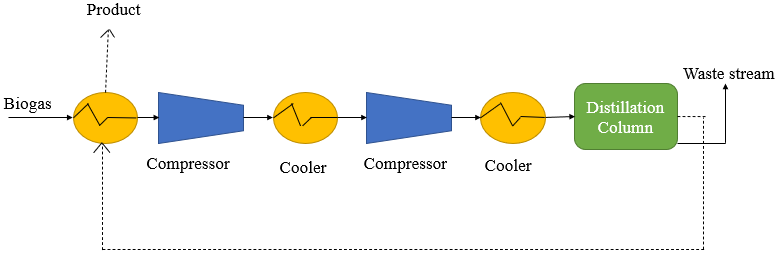 Product
Biogas
Compressor
Cooler
Compressor
Cooler
Distillation
Column
Waste stream